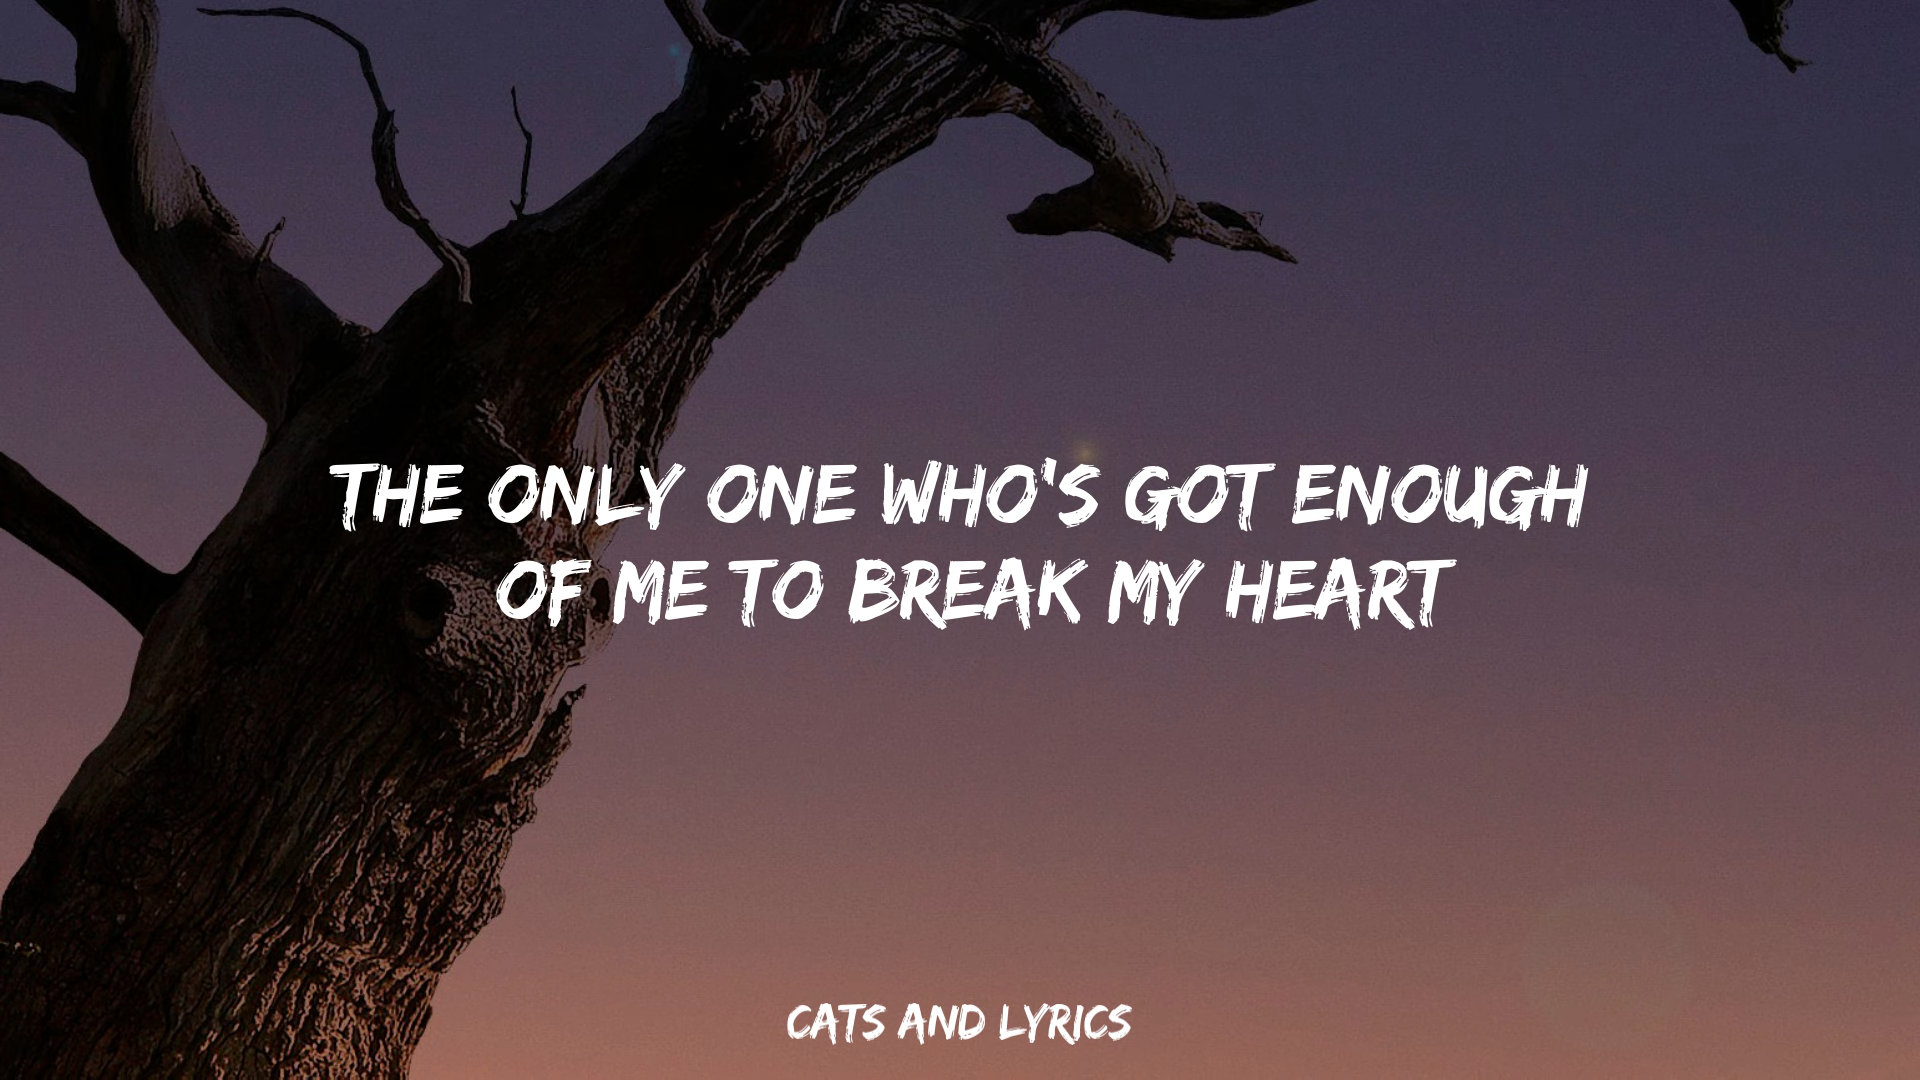 THE ONLY ONE WHO'S GOT ENOUGH
OF ME TO BREAK MY HEART
CATS AND LYRICS